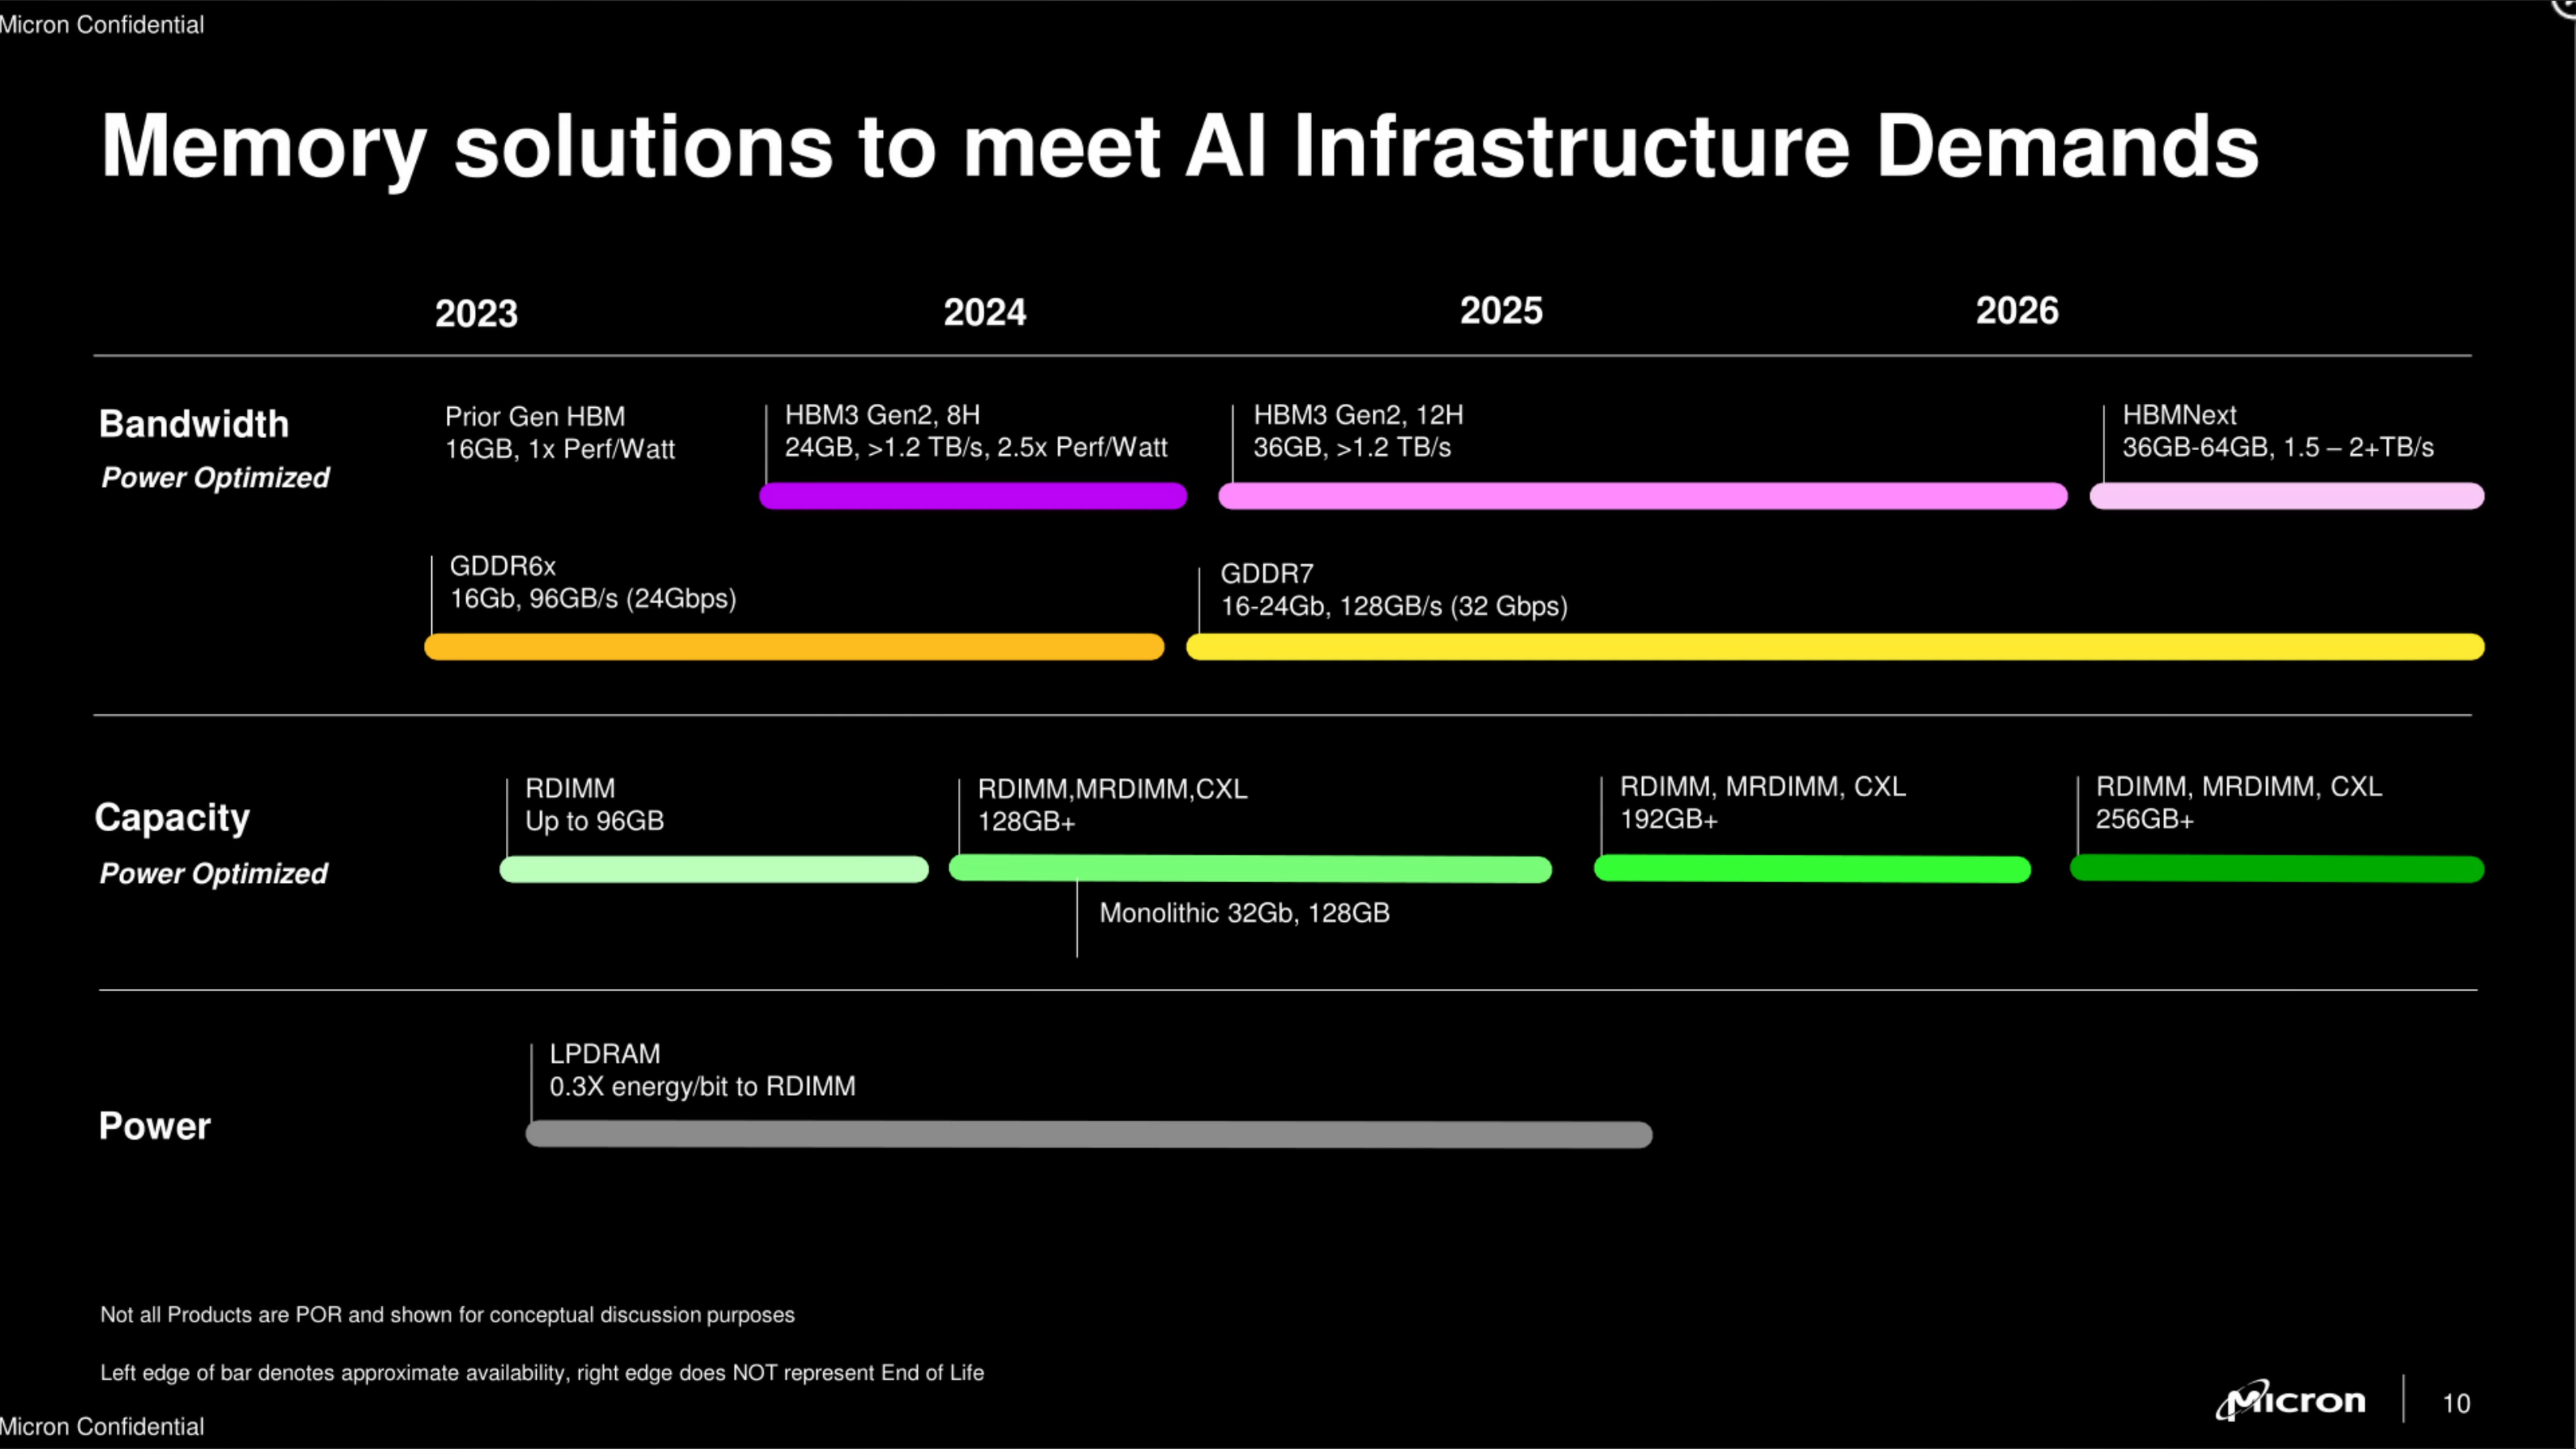 Micron Confidential
Memory solutions to meet AI Infrastructure Demands
2023
2024
2025
2026
Bandwidth
Power Optimized
Prior Gen HBM
16GB, 1x Perf/Watt
HBM3 Gen2, 8H
24GB, >1.2 TB/s, 2.5x Perf/Watt
HBM3 Gen2, 12H
36GB, >1.2 TB/s
HBMNext
36GB-64GB, 1.5 – 2+TB/s
GDDR6x
16Gb, 96GB/s (24Gbps)
GDDR7
16-24Gb, 128GB/s (32 Gbps)
Capacity
Power Optimized
RDIMM
Up to 96GB
RDIMM,MRDIMM,CXL
128GB+
Monolithic 32Gb, 128GB
RDIMM, MRDIMM, CXL
192GB+
RDIMM, MRDIMM, CXL
256GB+
Power
LPDRAM
0.3X energy/bit to RDIMM
Not all Products are POR and shown for conceptual discussion purposes
Left edge of bar denotes approximate availability, right edge does NOT represent End of Life
Micron
10
Micron Confidential